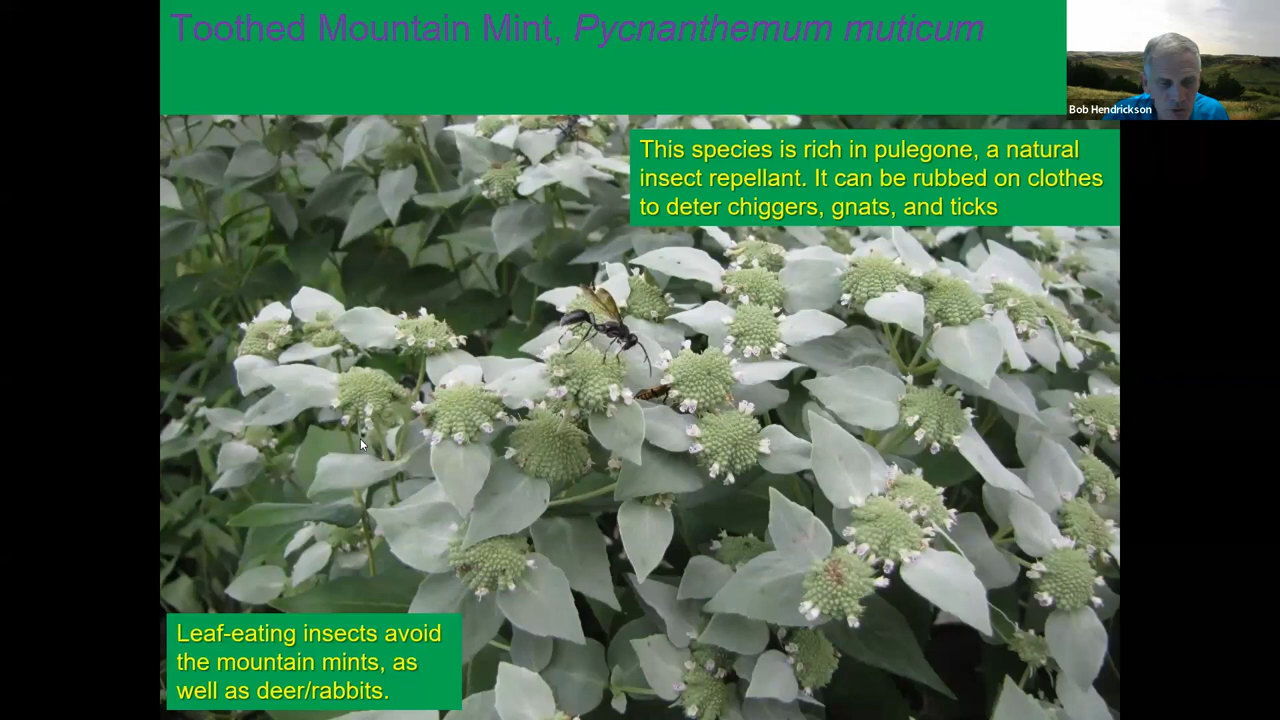 Toothed Mountain Mint, Pycnanthemum muticum
Bob Hendrickson
This species is rich in pulegone, a natural
insect repellant. It can be rubbed on clothes
to deter chiggers, gnats, and ticks
Leaf-eating insects avoid
the mountain mints, as
well as deer/rabbits.